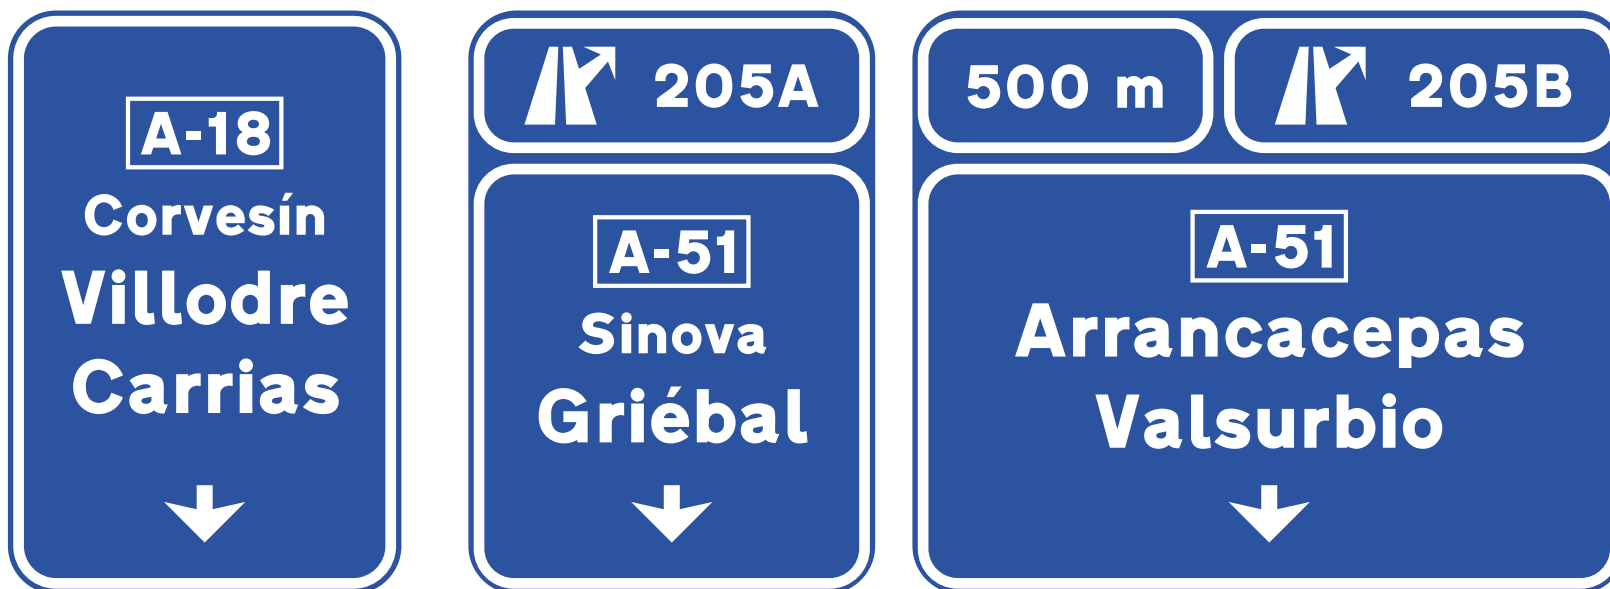 A-18
Corvesín
Villodre
Carrias
205A
A-51
Sinova
Griébal
500 m
205B
A-51
Arrancacepas
Valsurbio